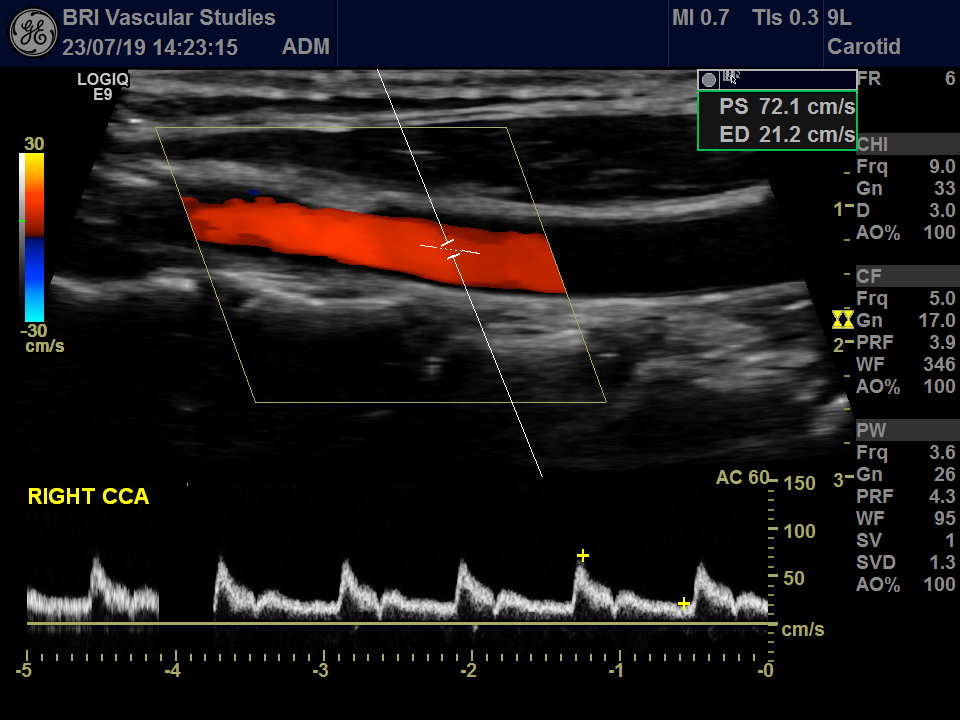 BRI Vascular Studies
23/07/19 14:23:15 ADM
MI 0.7 TIs 0.3
9L
Carotid
LOGIQ
E9
30
-30
cm/s
PS 72.1 cm/s
ED 21.2 cm/s
FR 6
CHI
Frq 9.0
Gn 33
D 3.0
AO% 100
CF
Frq 5.0
Gn 17.0
PRF 3.9
WF 346
AO% 100
PW
Frq 3.6
Gn 26
PRF 4.3
WF 95
SV 1
SVD 1.3
AO% 100
1
2
3
RIGHT CCA
AC 60
150
100
50
cm/s
-5 -4 -3 -2 -1 -0